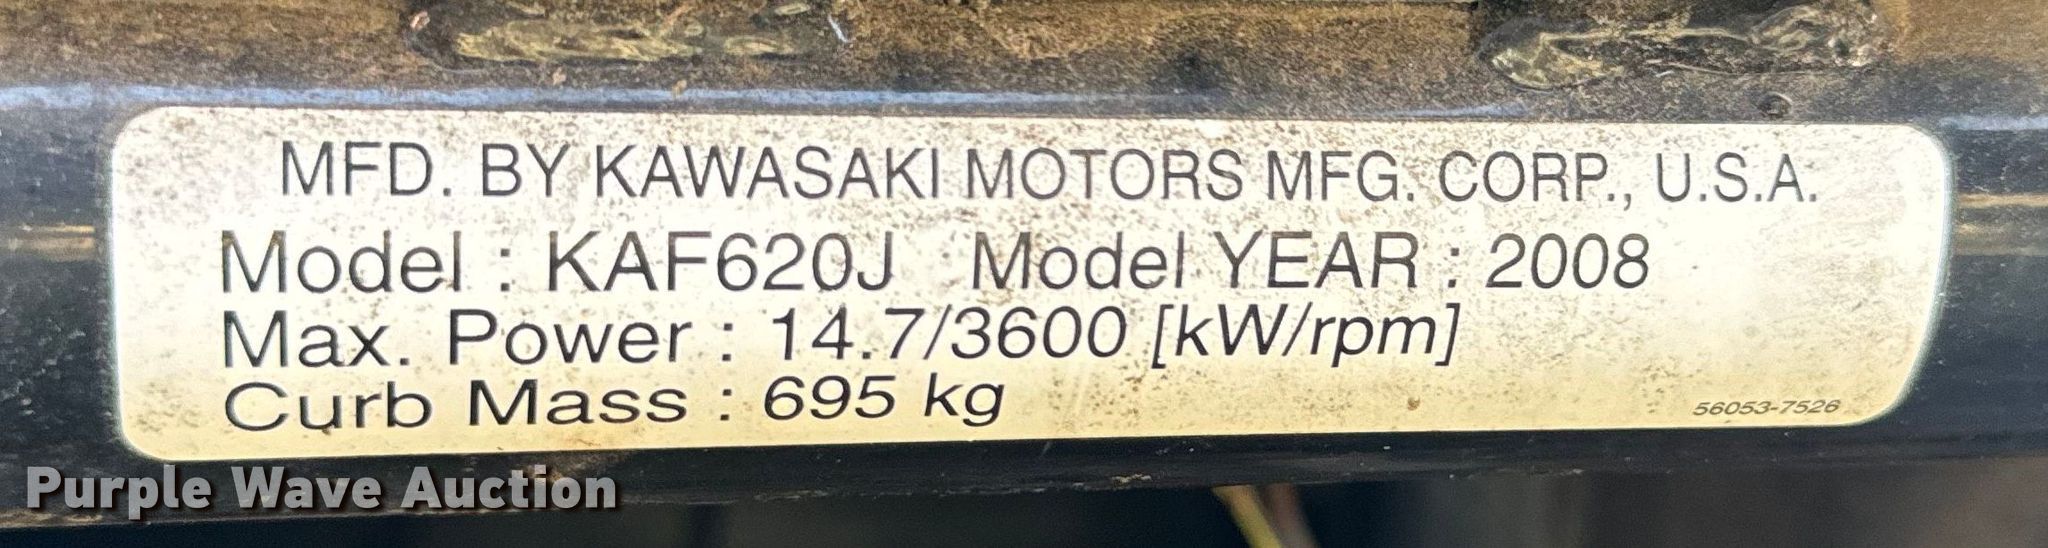 MFD. BY KAWASAKI MOTORS MFG. CORP., U.S.A.
Model : KAF620J Model YEAR : 2008
Max. Power : 14.7/3600 [kW/rpm]
Curb Mass : 695 kg
56053-7526
Purple Wave Auction